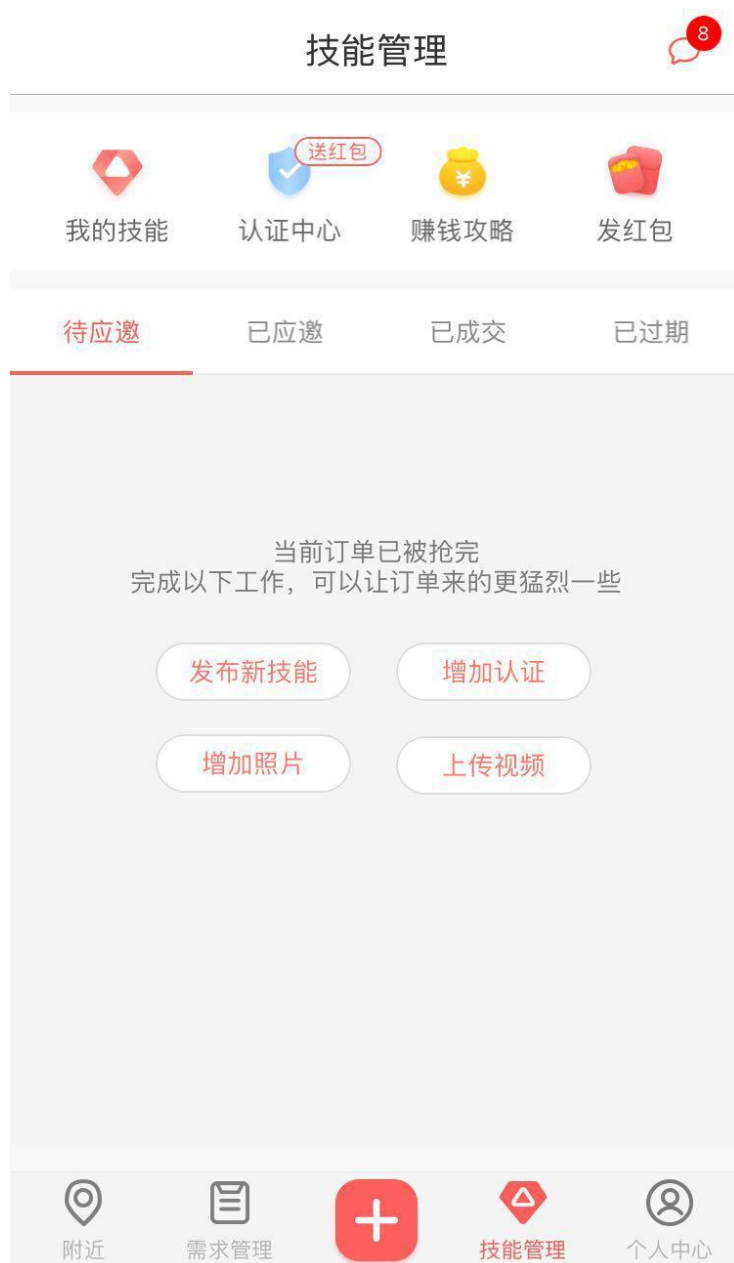 技能管理
8
送红包
¥
我的技能 认证中心 赚钱攻略 发红包
待应邀 已应邀 已成交 已过期
当前订单已被抢完
完成以下工作，可以让订单来的更猛烈一些
发布新技能 增加认证
增加照片 上传视频
附近 需求管理 技能管理 个人中心